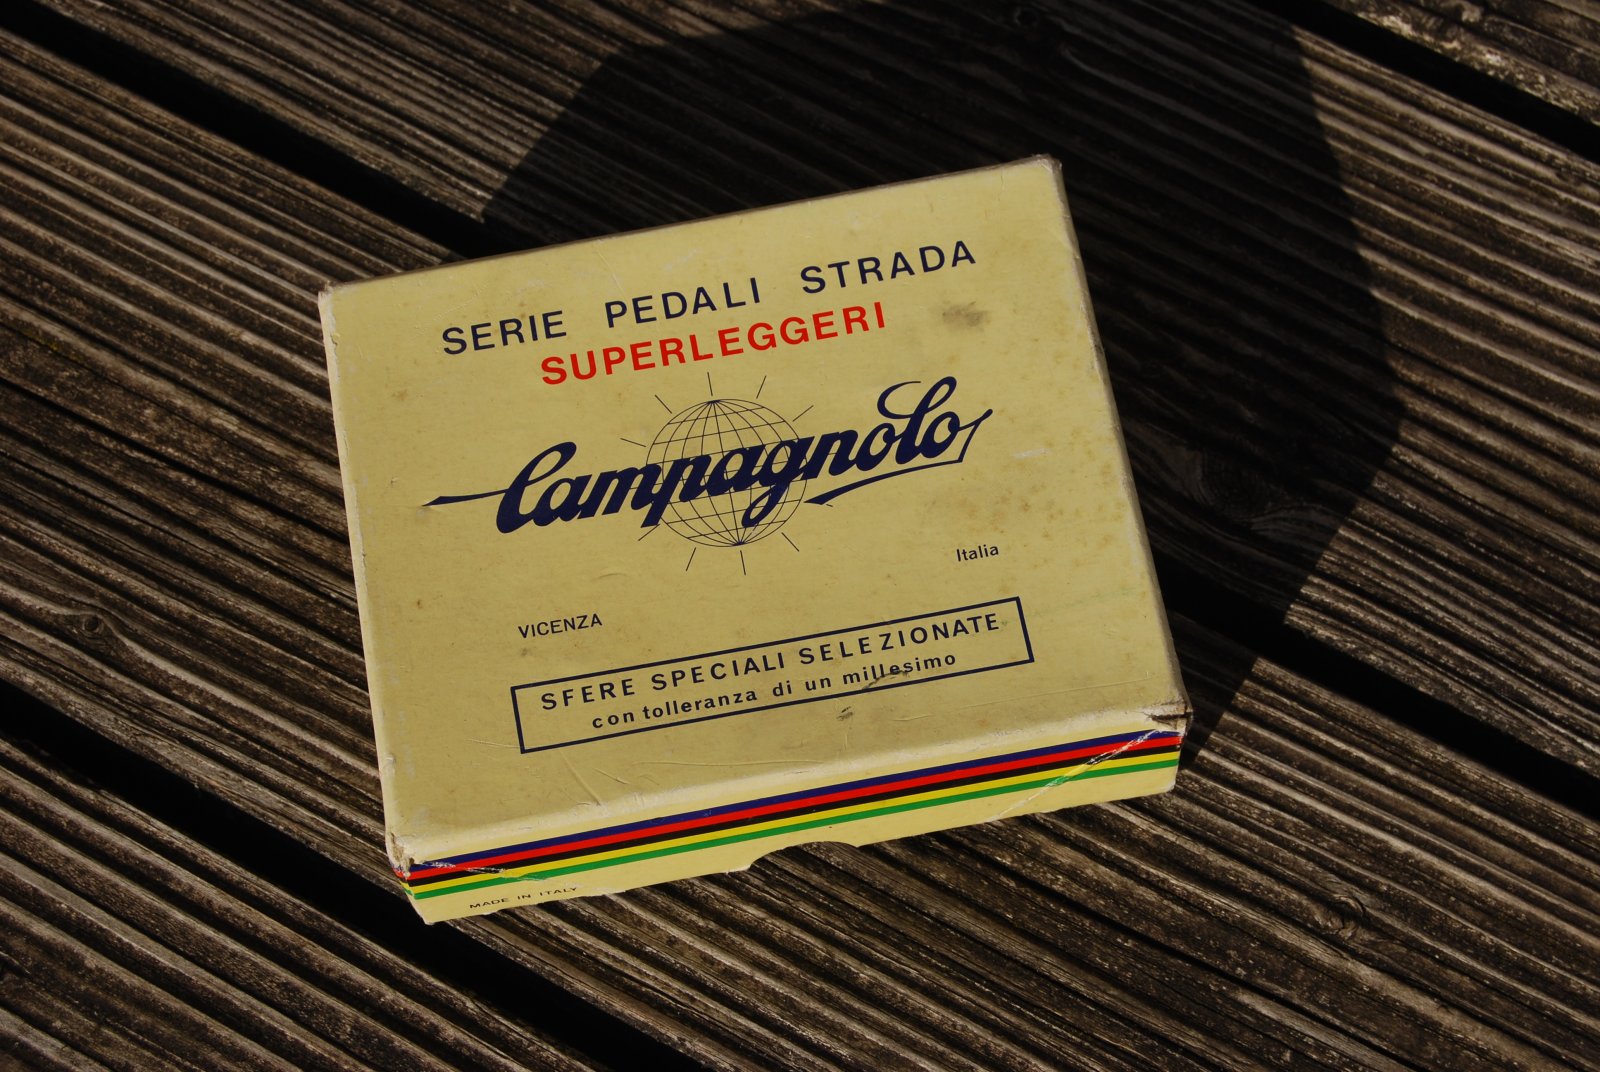 SERIE PEDALI STRADA
SUPERLEGGERI
Campagnolo
Italia
VICENZA
SFERE SPECIALI SELEZIONATE
con tolleranza di un millesimo
MADE IN ITALY